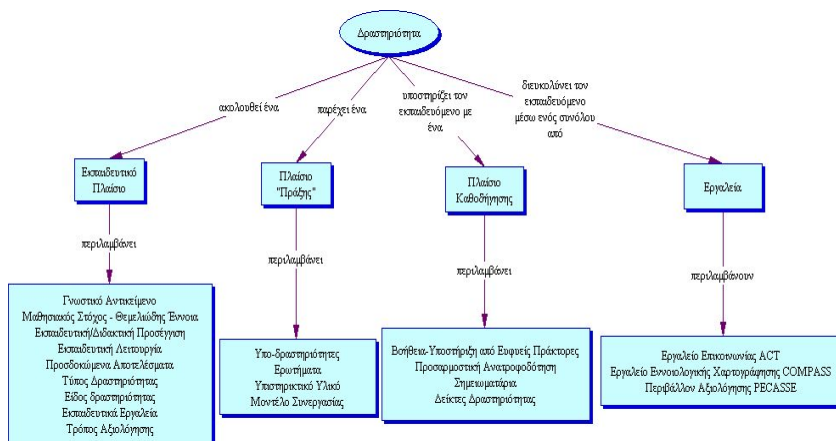 Δραστηριότητα
ακολουθεί ένα
παρέχει ένα
υποστηρίζει τον
εκπαιδευόμενο με
ένα
διευκολύνει τον
εκπαιδευόμενο
μέσω ενός συνόλου
από
Εκπαιδευτικό
Πλαίσιο
Πλαίσιο
"Πράξης"
Πλαίσιο
Καθοδήγησης
Εργαλεία
περιλαμβάνει
περιλαμβάνει
περιλαμβάνει
περιλαμβάνουν
Γνωστικό Αντικείμενο
Μαθησιακός Στόχος - Θεμελιώδης Έννοια
Εκπαιδευτική/Διδακτική Προσέγγιση
Εκπαιδευτική Λειτουργία
Προσδοκώμενα Αποτελέσματα
Τύπος Δραστηριότητας
Είδος δραστηριότητας
Εκπαιδευτικά Εργαλεία
Τρόπος Αξιολόγησης
Υπο-δραστηριότητες
Ερωτήματα
Υποστηρικτικό Υλικό
Μοντέλο Συνεργασίας
Βοήθεια-Υποστήριξη από Ευφυείς Πράκτορες
Προσαρμοστική Ανατροφοδότηση
Σημειωματάρια
Δείκτες Δραστηριότητας
Εργαλείο Επικοινωνίας ACT
Εργαλείο Εννοιολογικής Χαρτογράφησης COMPASS
Περιβάλλον Αξιολόγησης PECASSE